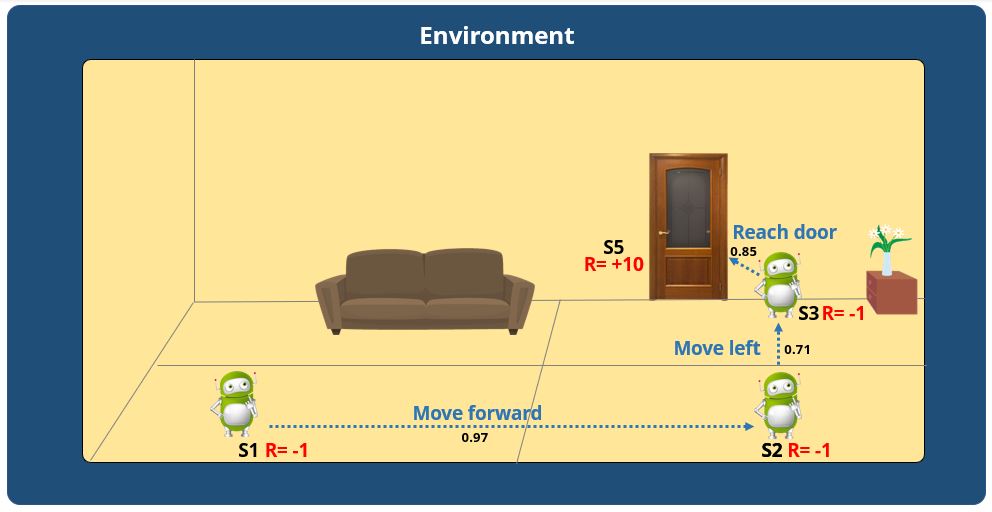 Environment
Reach door
0.85
S5
R= +10
S3 R= -1
Move left
0.71
Move forward
0.97
S1 R= -1
S2 R= -1